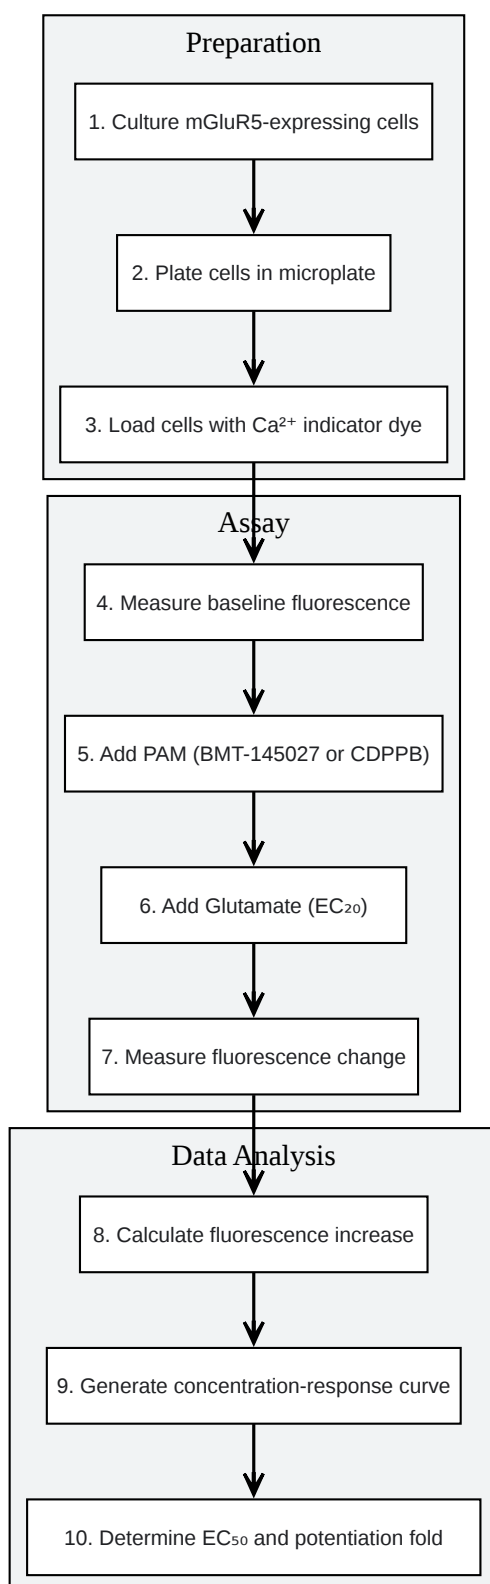 Preparation
1. Culture mGluR5-expressing cells
2. Plate cells in microplate
3. Load cells with Ca²⁺ indicator dye
Assay
4. Measure baseline fluorescence
5. Add PAM (BMT-145027 or CDPPB)
6. Add Glutamate (EC₂₀)
7. Measure fluorescence change
Data Analysis
8. Calculate fluorescence increase
9. Generate concentration-response curve
10. Determine EC₅₀ and potentiation fold